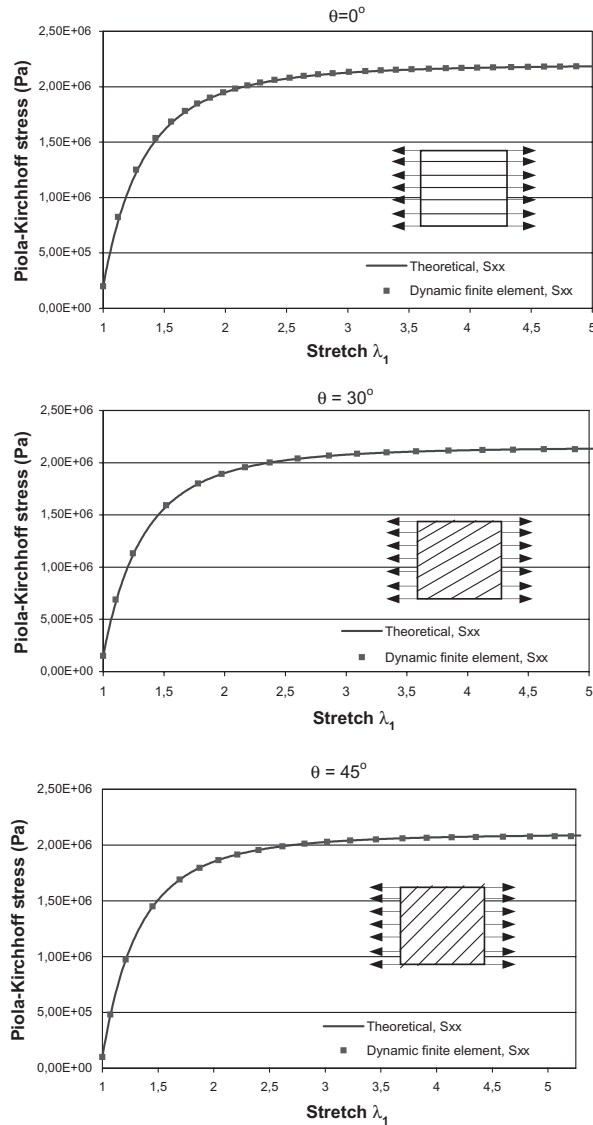 θ=0°
Piola-Kirchhoff stress (Pa)
2,50E+06
2,00E+06
1,50E+06
1,00E+06
5,00E+05
0,00E+00
Theoretical, Sxx
Dynamic finite element, Sxx
1 1,5 2 2,5 3 3,5 4 4,5 5
Stretch λ1
θ = 30°
Piola-Kirchhoff stress (Pa)
2,50E+06
2,00E+06
1,50E+06
1,00E+06
5,00E+05
0,00E+00
Theoretical, Sxx
Dynamic finite element, Sxx
1 1,5 2 2,5 3 3,5 4 4,5 5
Stretch λ1
θ = 45°
Piola-Kirchhoff stress (Pa)
2,50E+06
2,00E+06
1,50E+06
1,00E+06
5,00E+05
0,00E+00
Theoretical, Sxx
Dynamic finite element, Sxx
1 1,5 2 2,5 3 3,5 4 4,5 5
Stretch λ1